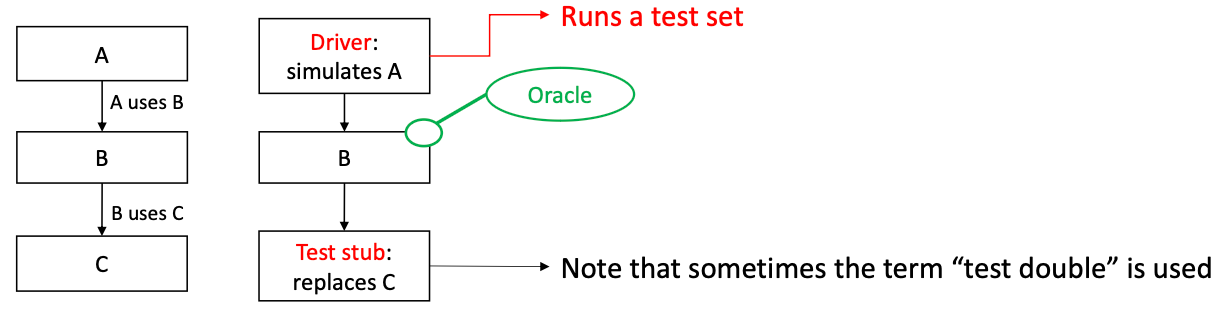 A
A uses B
B
B uses C
C
Driver:
simulates A
Runs a test set
Oracle
B
Test stub:
replaces C
Note that sometimes the term “test double” is used